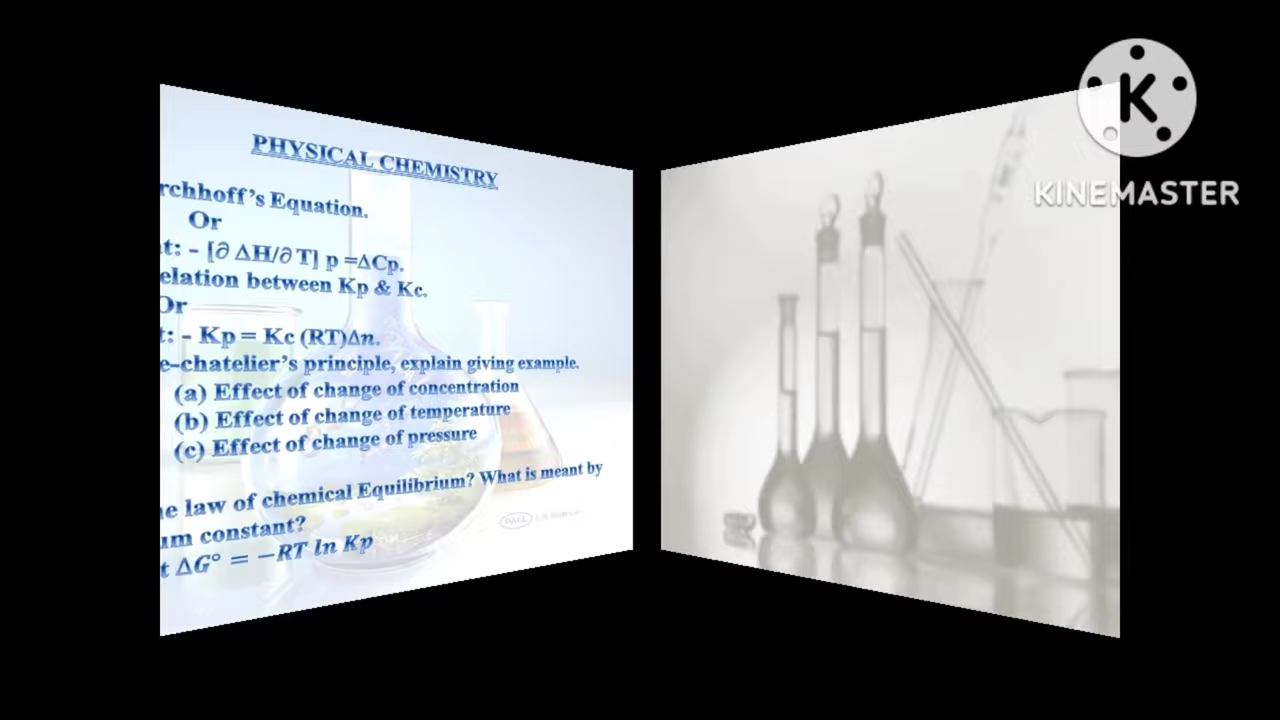 PHYSICAL CHEMISTRY
rchhoff's Equation.
Or
t: - [∂ ΔH/∂ T] p =ΔCp.
elation between Kp & Kc.
Or
t: - Kp = Kc (RT)Δn.
e-chatelier's principle, explain giving example.
(a) Effect of change of concentration
(b) Effect of change of temperature
(c) Effect of change of pressure
e law of chemical Equilibrium? What is meant by
um constant?
t ΔG° = −RT ln Kp
K
KINEMASTER